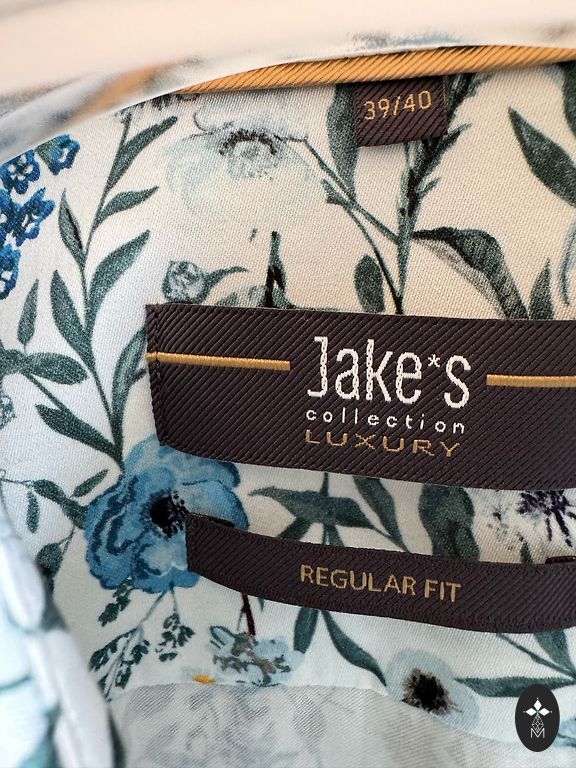 39/40
Jake*s
collection
LUXURY
REGULAR FIT